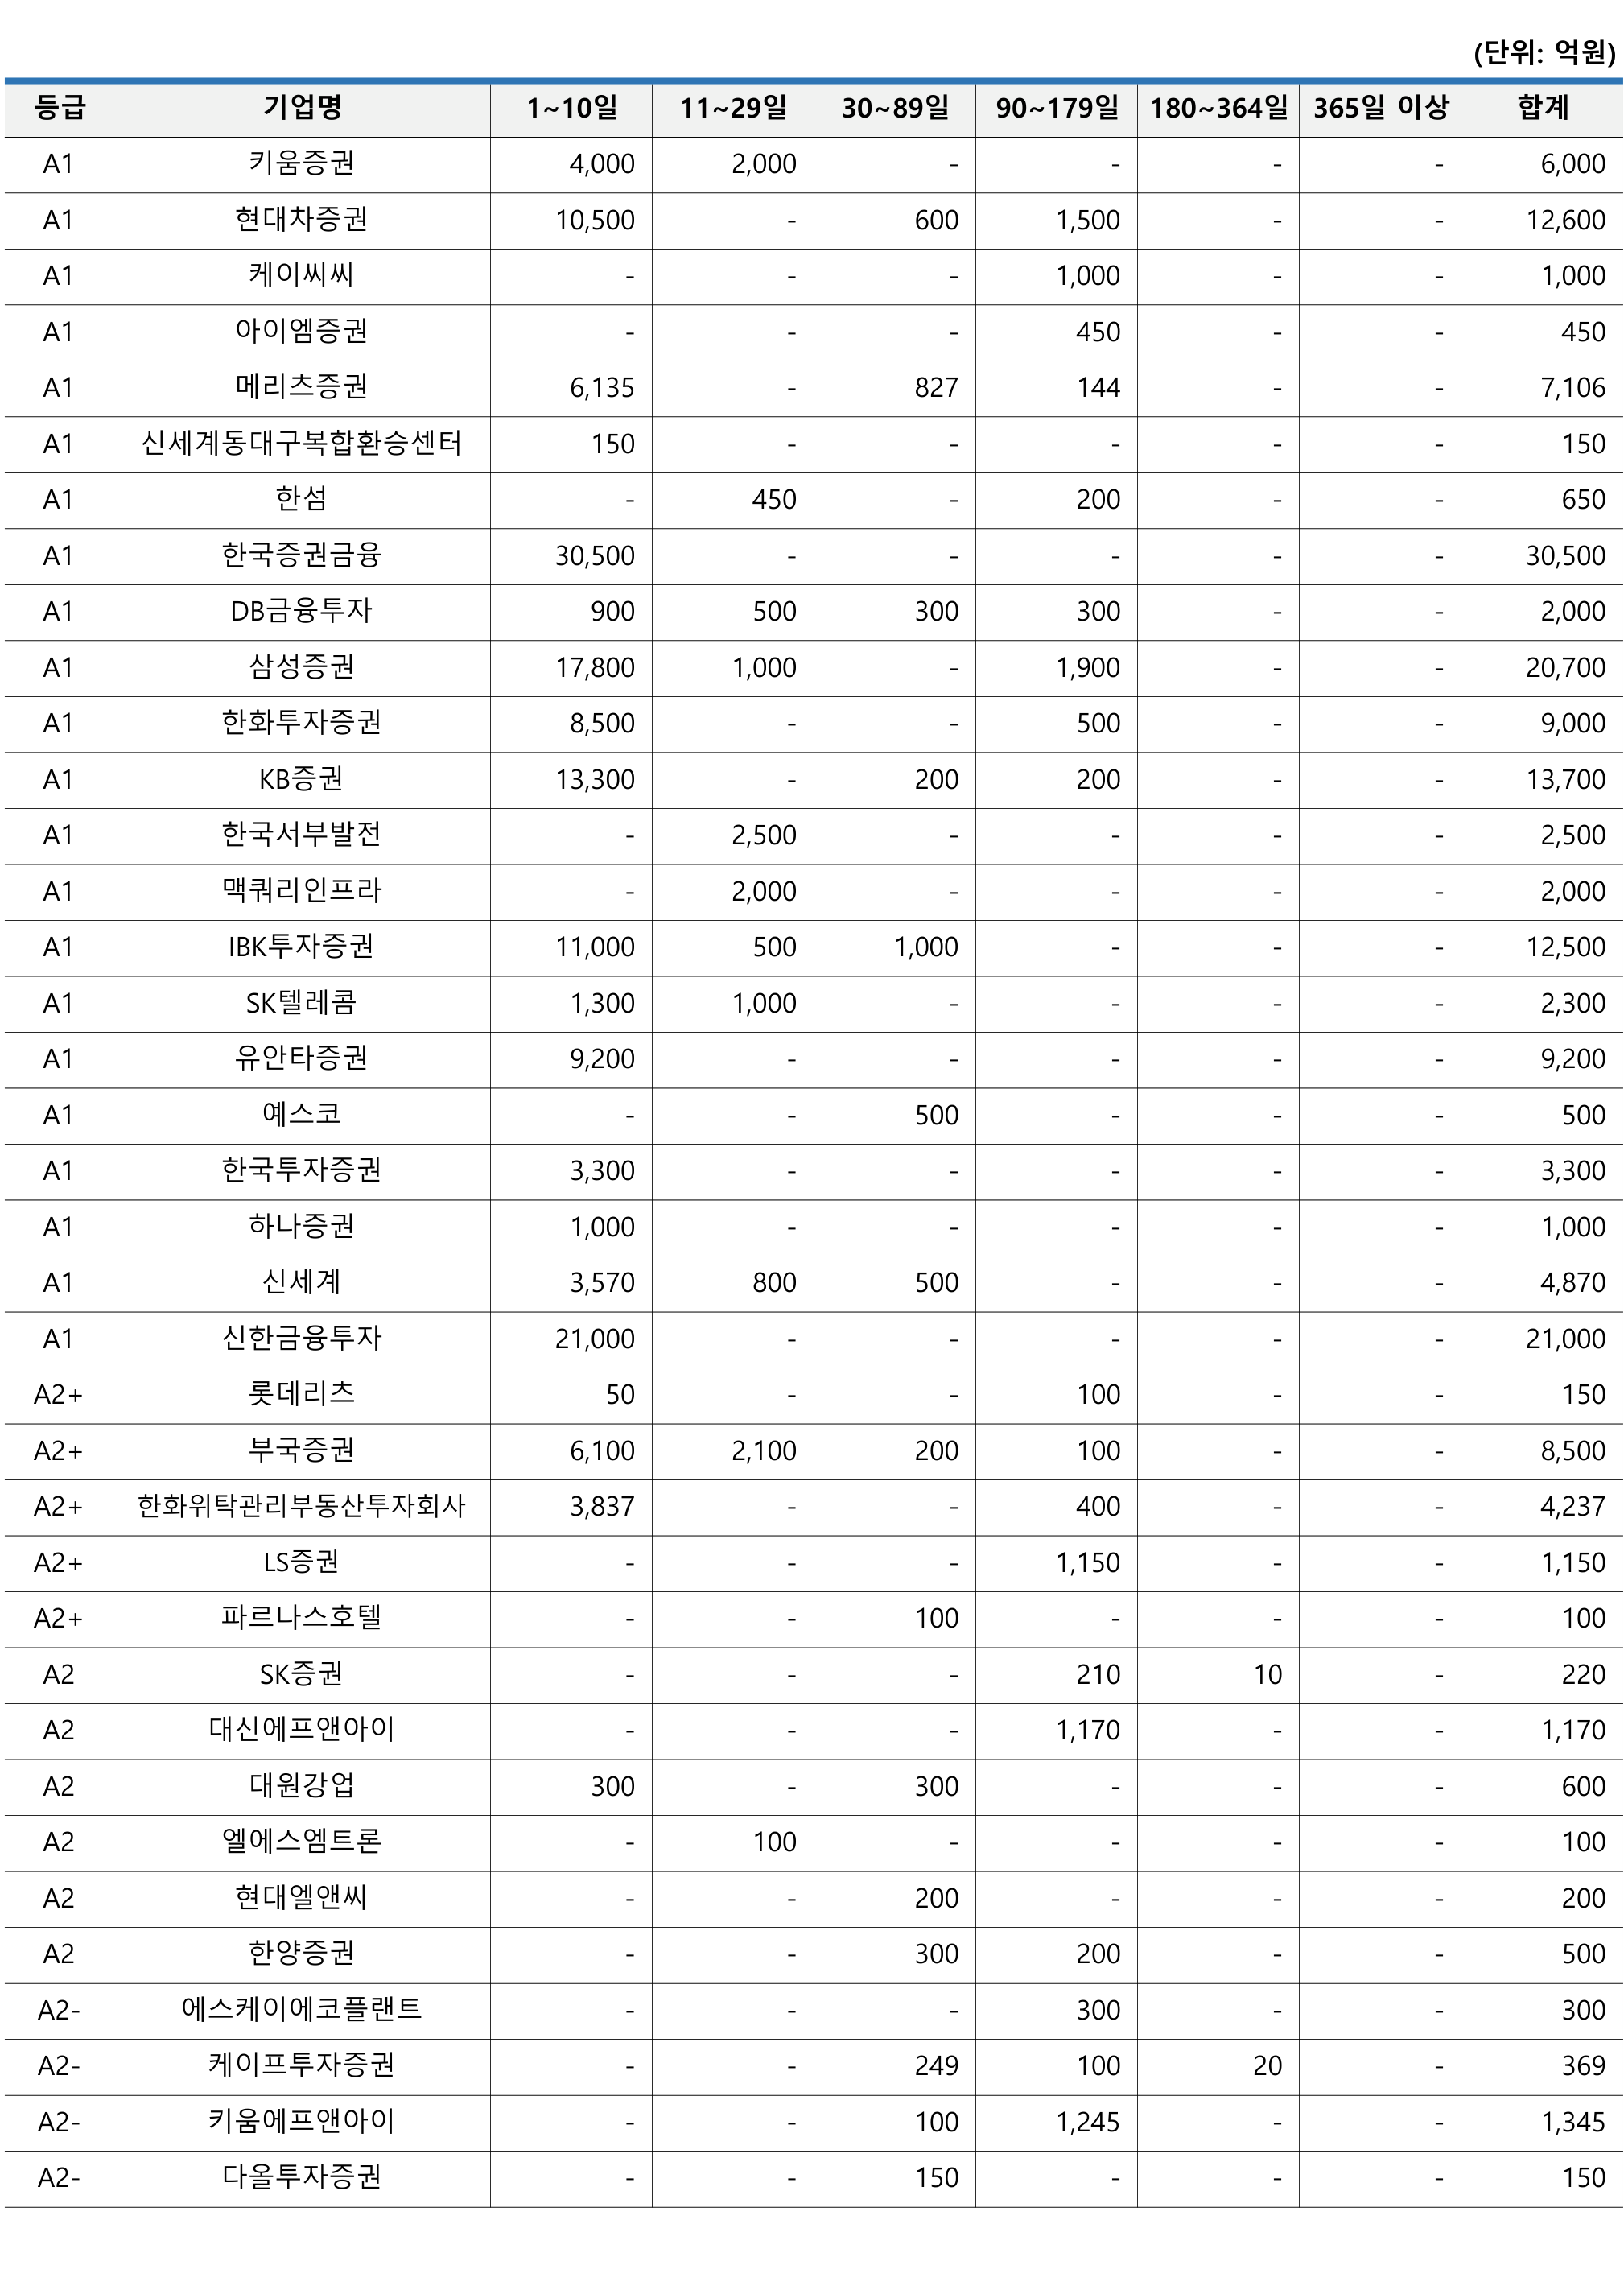 (단위: 억원)
등급 기업명 1~10일 11~29일 30~89일 90~179일 180~364일 365일 이상 합계
A1 키움증권 4,000 2,000 - - - - 6,000
A1 현대차증권 10,500 - 600 1,500 - - 12,600
A1 케이씨씨 - - - 1,000 - - 1,000
A1 아이엠증권 - - - 450 - - 450
A1 메리츠증권 6,135 - 827 144 - - 7,106
A1 신세계동대구복합환승센터 150 - - - - - 150
A1 한섬 - 450 - 200 - - 650
A1 한국증권금융 30,500 - - - - - 30,500
A1 DB금융투자 900 500 300 300 - - 2,000
A1 삼성증권 17,800 1,000 - 1,900 - - 20,700
A1 한화투자증권 8,500 - - 500 - - 9,000
A1 KB증권 13,300 - 200 200 - - 13,700
A1 한국서부발전 - 2,500 - - - - 2,500
A1 맥쿼리인프라 - 2,000 - - - - 2,000
A1 IBK투자증권 11,000 500 1,000 - - - 12,500
A1 SK텔레콤 1,300 1,000 - - - - 2,300
A1 유안타증권 9,200 - - - - - 9,200
A1 예스코 - - 500 - - - 500
A1 한국투자증권 3,300 - - - - - 3,300
A1 하나증권 1,000 - - - - - 1,000
A1 신세계 3,570 800 500 - - - 4,870
A1 신한금융투자 21,000 - - - - - 21,000
A2+ 롯데리츠 50 - - 100 - - 150
A2+ 부국증권 6,100 2,100 200 100 - - 8,500
A2+ 한화위탁관리부동산투자회사 3,837 - - 400 - - 4,237
A2+ LS증권 - - - 1,150 - - 1,150
A2+ 파르나스호텔 - - 100 - - - 100
A2 SK증권 - - - 210 10 - 220
A2 대신에프앤아이 - - - 1,170 - - 1,170
A2 대원강업 300 - 300 - - - 600
A2 엘에스엠트론 - 100 - - - - 100
A2 현대엘앤씨 - - 200 - - - 200
A2 한양증권 - - 300 200 - - 500
A2- 에스케이에코플랜트 - - - 300 - - 300
A2- 케이프투자증권 - - 249 100 20 - 369
A2- 키움에프앤아이 - - 100 1,245 - - 1,345
A2- 다올투자증권 - - 150 - - - 150